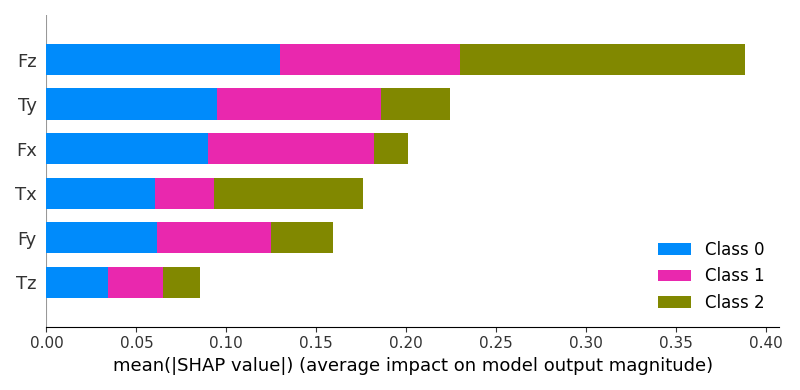 Fz
Ty
Fx
Tx
Fy
Tz
Class 0
Class 1
Class 2
0.00 0.05 0.10 0.15 0.20 0.25 0.30 0.35 0.40
mean(|SHAP value|) (average impact on model output magnitude)